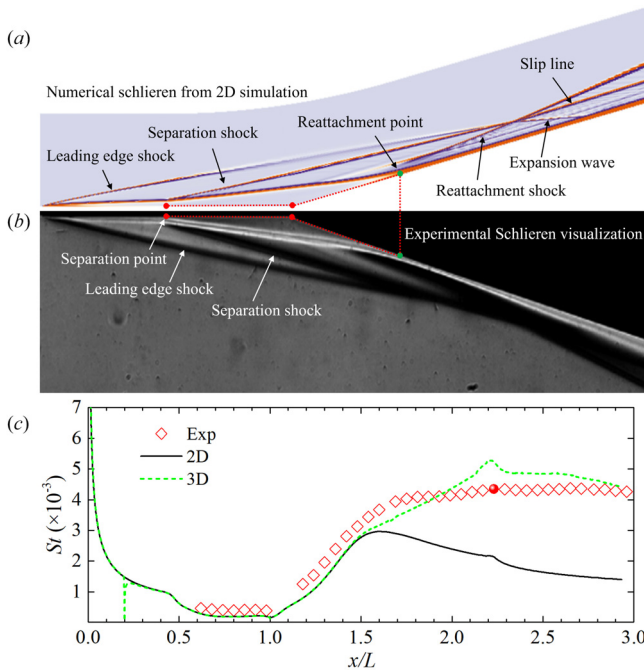 (a)
Numerical schlieren from 2D simulation
Slip line
Reattachment point
Separation shock
Leading edge shock
Expansion wave
Reattachment shock
(b)
Experimental Schlieren visualization
Separation point
Leading edge shock
Separation shock
(c)
St (×10⁻³)
7
6
5
4
3
2
1
Exp
2D
3D
0.0 0.5 1.0 1.5 2.0 2.5 3.0
x/L